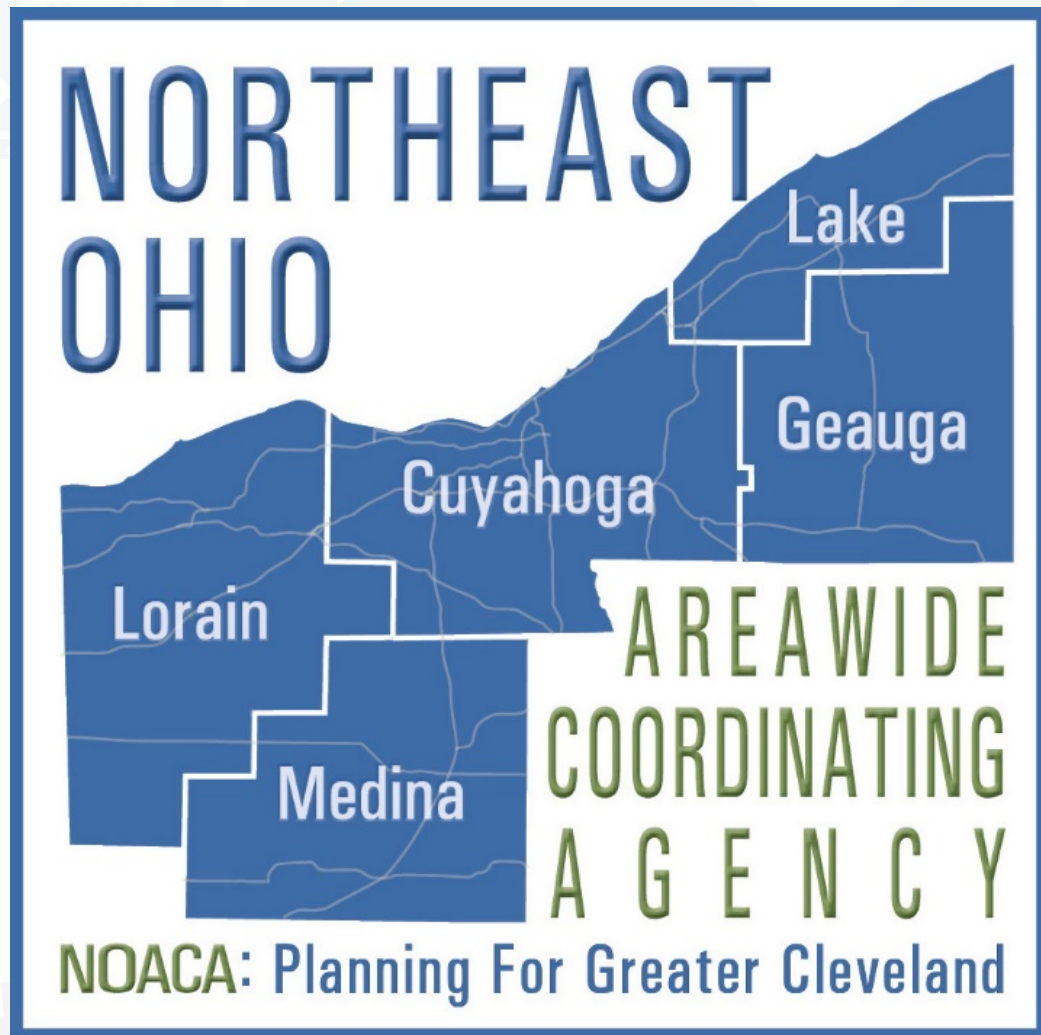 NORTHEAST
OHIO
Lake
Geauga
Cuyahoga
Lorain
Medina
AREAWIDE
COORDINATING
AGENCY
NOACA: Planning For Greater Cleveland